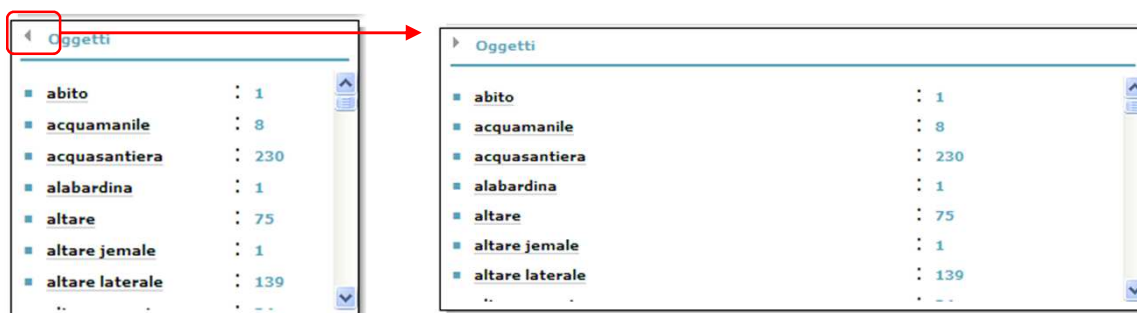 Oggetti
abito : 1
acquamanile : 8
acquasantiera : 230
alabardina : 1
altare : 75
altare jemale : 1
altare laterale : 139
Oggetti
abito : 1
acquamanile : 8
acquasantiera : 230
alabardina : 1
altare : 75
altare jemale : 1
altare laterale : 139